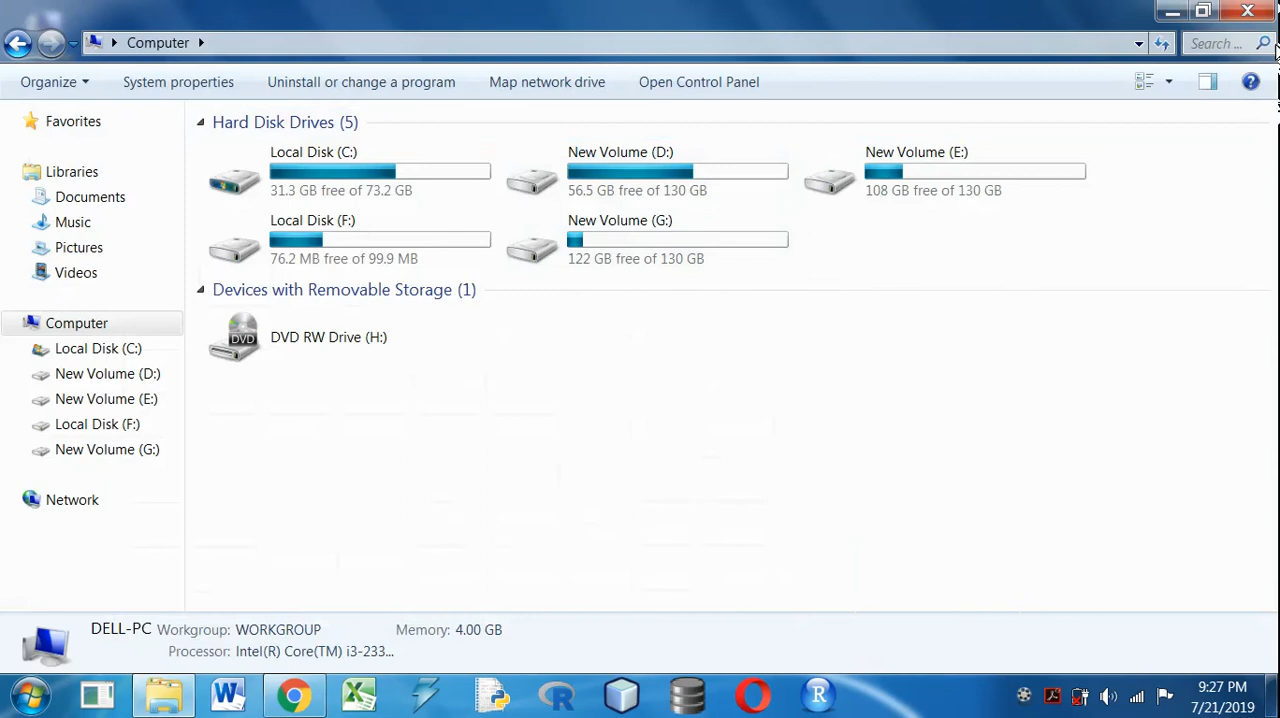 Computer
Search ...
Organize
System properties
Uninstall or change a program
Map network drive
Open Control Panel
Favorites
Libraries
Documents
Music
Pictures
Videos
Computer
Local Disk (C:)
New Volume (D:)
New Volume (E:)
Local Disk (F:)
New Volume (G:)
Network
Hard Disk Drives (5)
Local Disk (C:)
31.3 GB free of 73.2 GB
New Volume (D:)
56.5 GB free of 130 GB
New Volume (E:)
108 GB free of 130 GB
Local Disk (F:)
76.2 MB free of 99.9 MB
New Volume (G:)
122 GB free of 130 GB
Devices with Removable Storage (1)
DVD
DVD RW Drive (H:)
DELL-PC Workgroup: WORKGROUP Memory: 4.00 GB
Processor: Intel(R) Core(TM) i3-233...
W
R
R
9:27 PM
7/21/2019